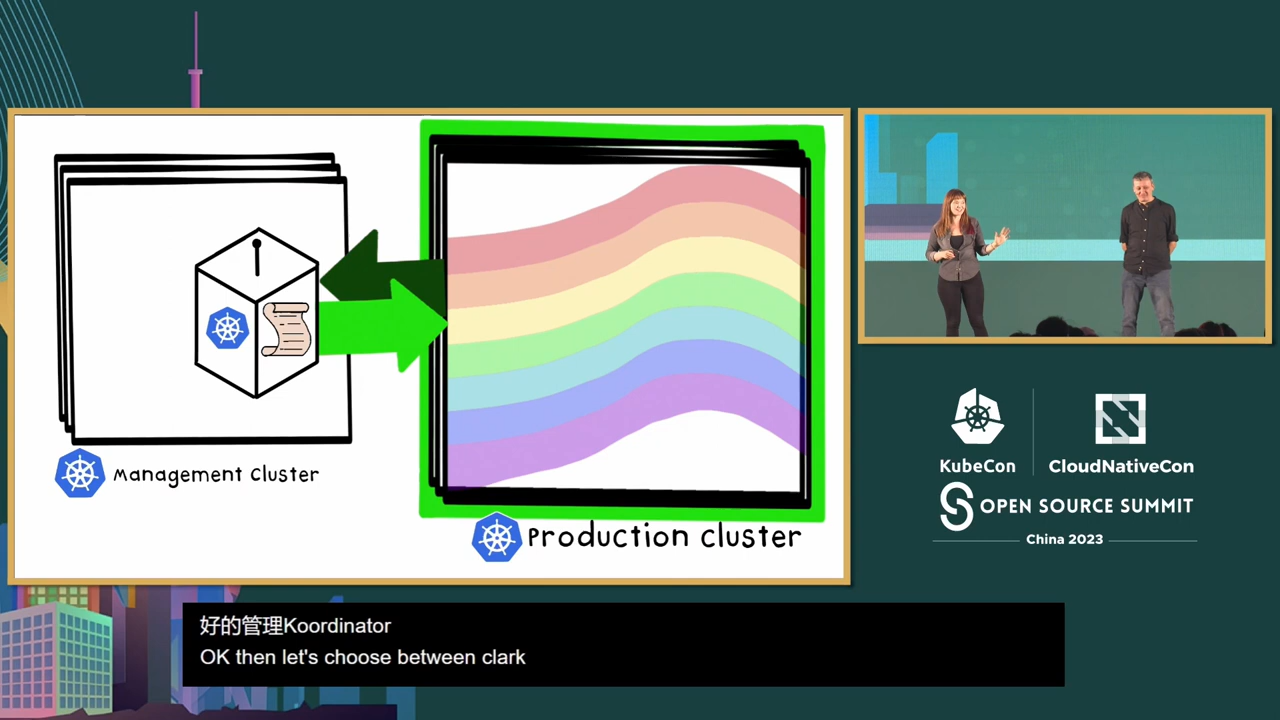 Management Cluster
Production Cluster
KubeCon
CloudNativeCon
OPEN SOURCE SUMMIT
China 2023
好的管理Koordinator
OK then let's choose between clark